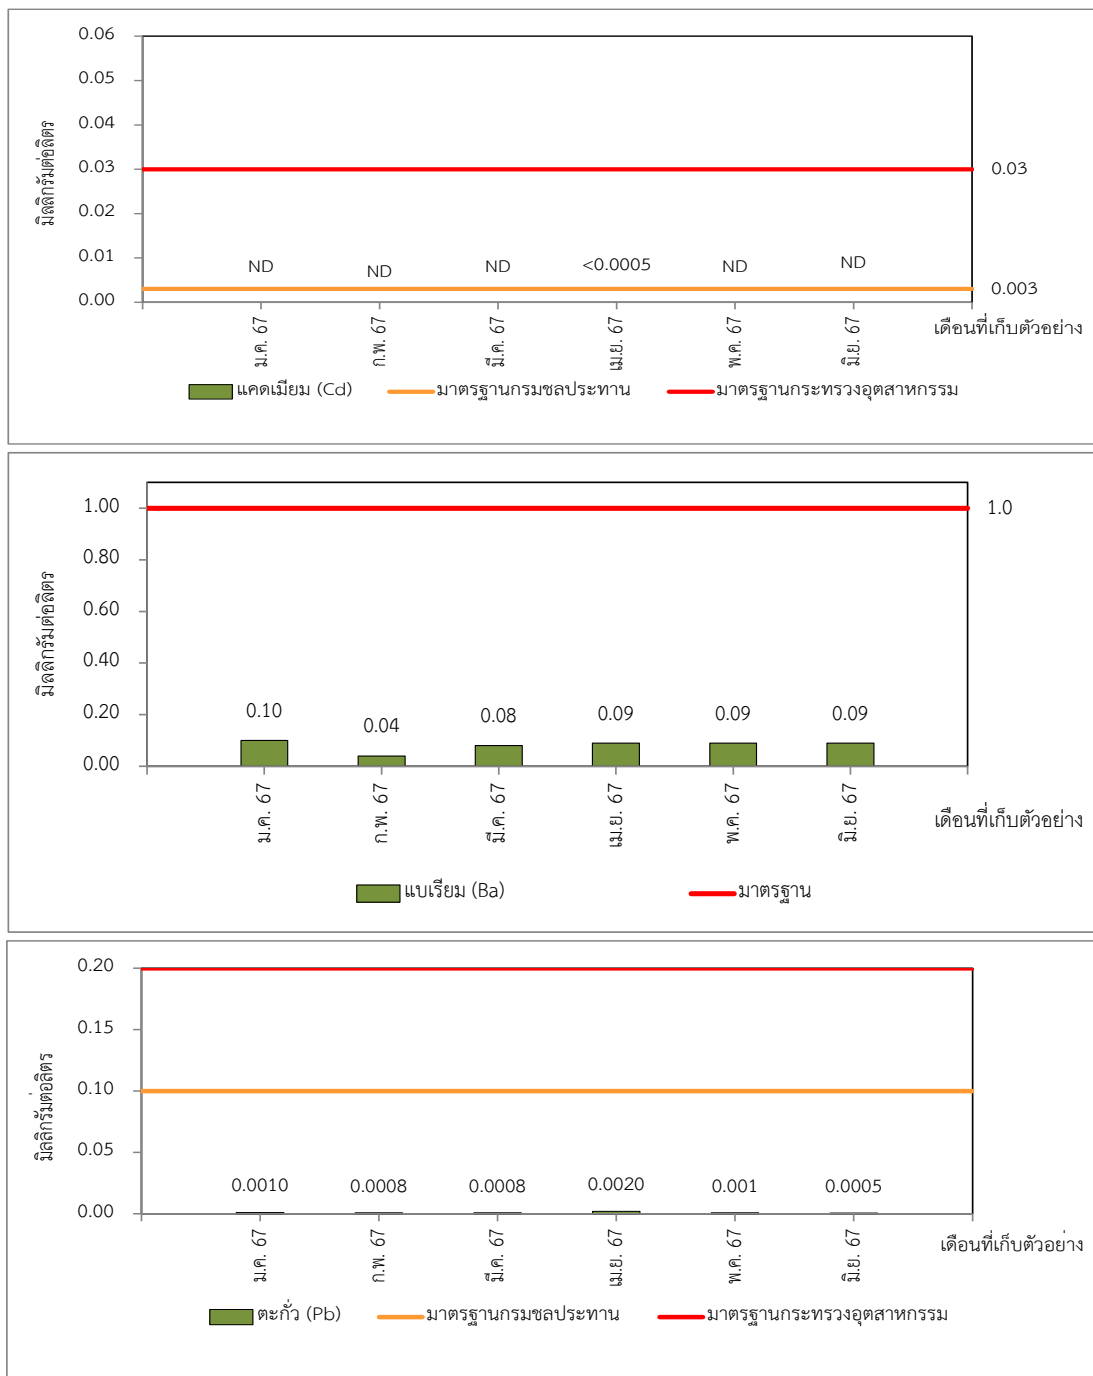 0.06
0.05
0.04
0.03
0.02
0.01
0.00
มิลลิกรัมต่อลิตร
0.03
0.003
ND ND ND <0.0005 ND ND
ม.ค. 67 ก.พ. 67 มี.ค. 67 เม.ย. 67 พ.ค. 67 มิ.ย. 67
เดือนที่เก็บตัวอย่าง
แคดเมียม (Cd) มาตรฐานกรมชลประทาน มาตรฐานกระทรวงอุตสาหกรรม
1.00
0.80
0.60
0.40
0.20
0.00
มิลลิกรัมต่อลิตร
1.0
0.10 0.04 0.08 0.09 0.09 0.09
ม.ค. 67 ก.พ. 67 มี.ค. 67 เม.ย. 67 พ.ค. 67 มิ.ย. 67
เดือนที่เก็บตัวอย่าง
แบเรียม (Ba) มาตรฐาน
0.20
0.15
0.10
0.05
0.00
มิลลิกรัมต่อลิตร
0.0010 0.0008 0.0008 0.0020 0.001 0.0005
ม.ค. 67 ก.พ. 67 มี.ค. 67 เม.ย. 67 พ.ค. 67 มิ.ย. 67
เดือนที่เก็บตัวอย่าง
ตะกั่ว (Pb) มาตรฐานกรมชลประทาน มาตรฐานกระทรวงอุตสาหกรรม